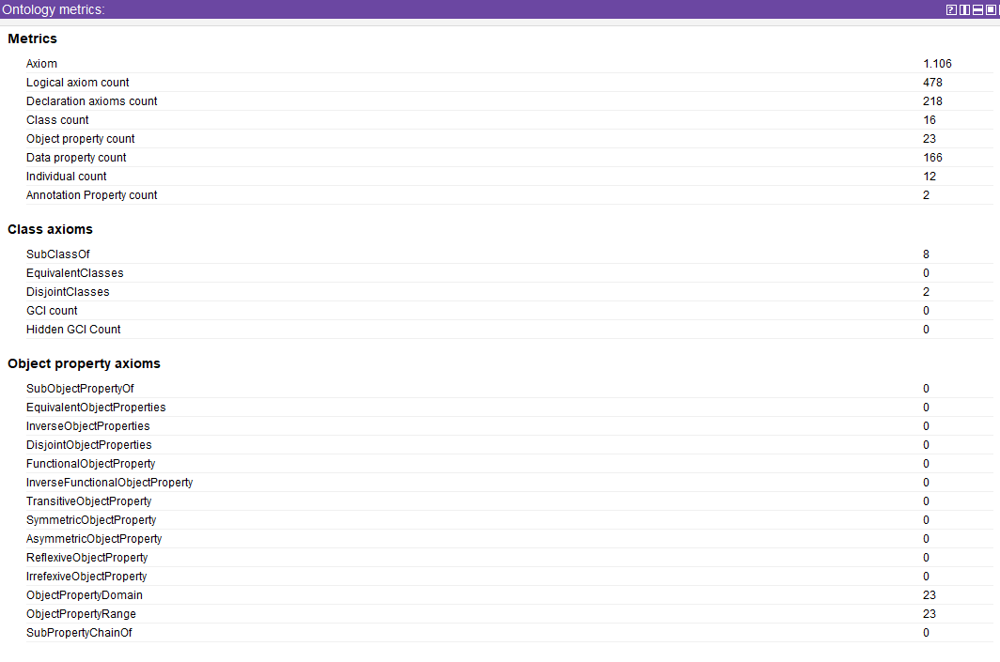 Ontology metrics:
Metrics
Axiom 1.106
Logical axiom count 478
Declaration axioms count 218
Class count 16
Object property count 23
Data property count 166
Individual count 12
Annotation Property count 2
Class axioms
SubClassOf 8
EquivalentClasses 0
DisjointClasses 2
GCI count 0
Hidden GCI Count 0
Object property axioms
SubObjectPropertyOf 0
EquivalentObjectProperties 0
InverseObjectProperties 0
DisjointObjectProperties 0
FunctionalObjectProperty 0
InverseFunctionalObjectProperty 0
TransitiveObjectProperty 0
SymmetricObjectProperty 0
AsymmetricObjectProperty 0
ReflexiveObjectProperty 0
IrrefexiveObjectProperty 0
ObjectPropertyDomain 23
ObjectPropertyRange 23
SubPropertyChainOf 0